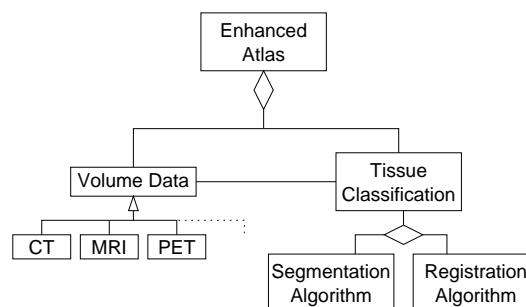 Enhanced
Atlas
Volume Data
Tissue
Classification
CT
MRI
PET
Segmentation
Algorithm
Registration
Algorithm